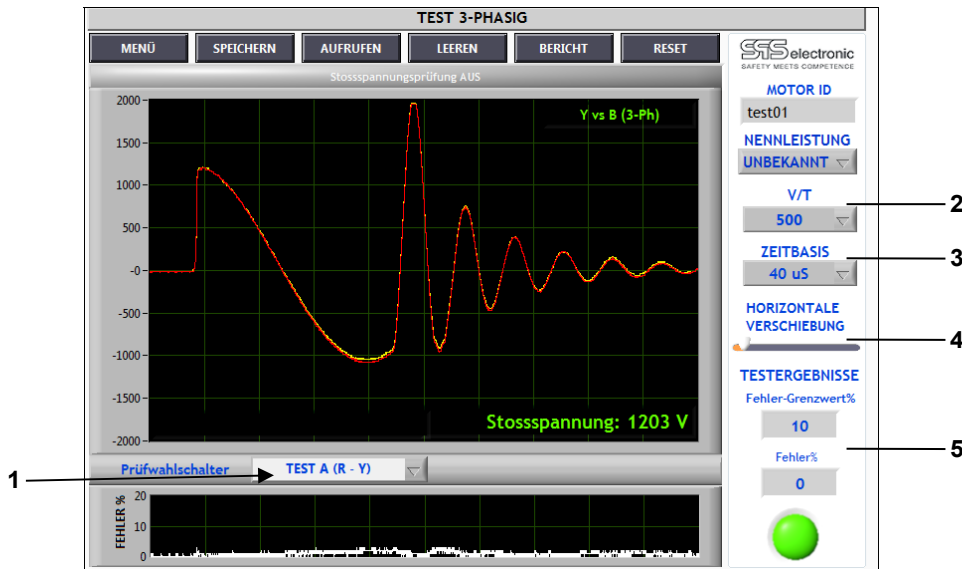 TEST 3-PHASIG
MENÜ SPEICHERN AUFRUFEN LEEREN BERICHT RESET
Stossspannungsprüfung AUS
SPS electronic
SAFETY MEETS COMPETENCE
MOTOR ID
test01
NENNLEISTUNG
UNBEKANNT
V/T
500
2
ZEITBASIS
40 uS
3
HORIZONTALE
VERSCHIEBUNG
4
TESTERGEBNISSE
Fehler-Grenzwert%
10
5
Fehler%
0
2000
1500
1000
500
-0
-500
-1000
-1500
-2000
Y vs B (3-Ph)
Stossspannung: 1203 V
1
Prüfwahlschalter TEST A (R - Y)
FEHLER %
20
10
0